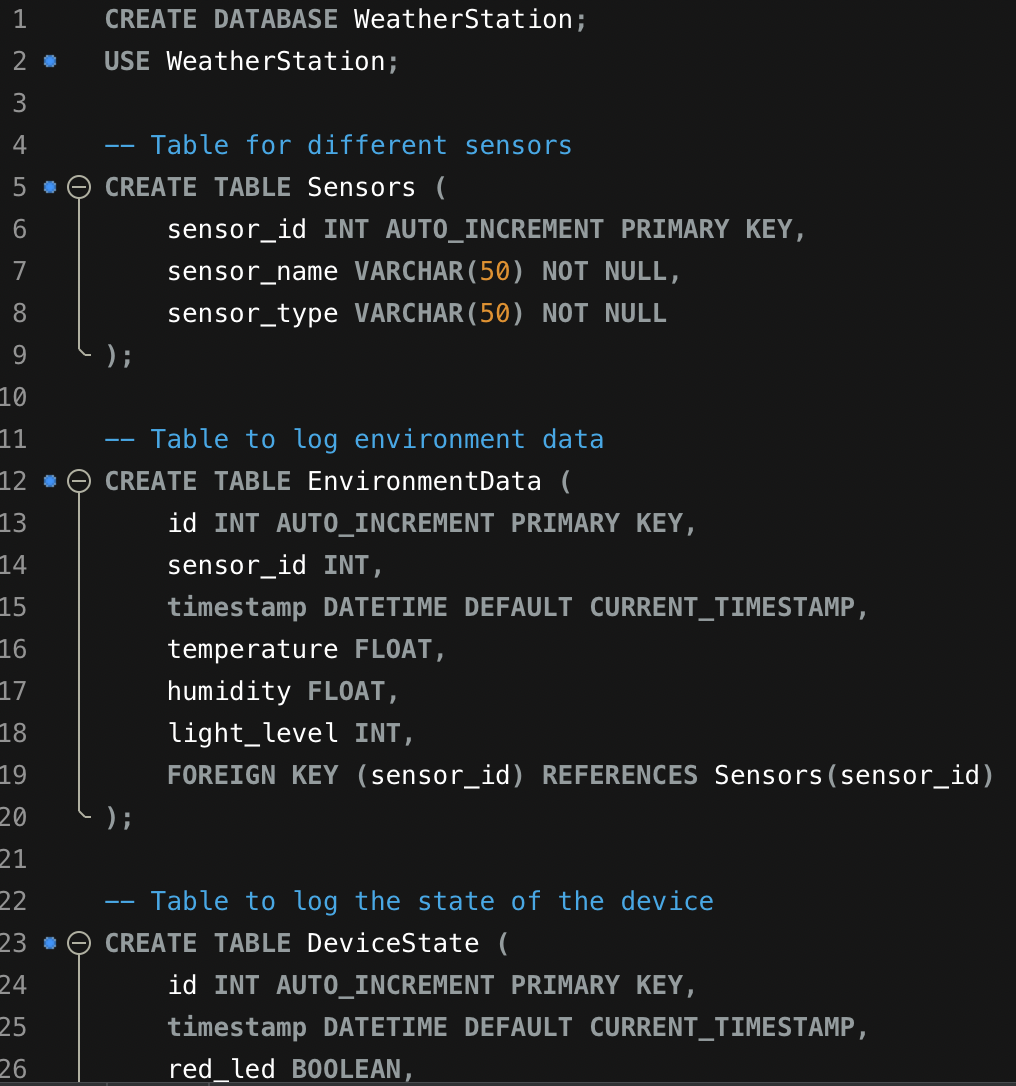 1 CREATE DATABASE WeatherStation;
2 USE WeatherStation;
3
4 -- Table for different sensors
5 CREATE TABLE Sensors (
6 sensor_id INT AUTO_INCREMENT PRIMARY KEY,
7 sensor_name VARCHAR(50) NOT NULL,
8 sensor_type VARCHAR(50) NOT NULL
9 );
10
11 -- Table to log environment data
12 CREATE TABLE EnvironmentData (
13 id INT AUTO_INCREMENT PRIMARY KEY,
14 sensor_id INT,
15 timestamp DATETIME DEFAULT CURRENT_TIMESTAMP,
16 temperature FLOAT,
17 humidity FLOAT,
18 light_level INT,
19 FOREIGN KEY (sensor_id) REFERENCES Sensors(sensor_id)
20 );
21
22 -- Table to log the state of the device
23 CREATE TABLE DeviceState (
24 id INT AUTO_INCREMENT PRIMARY KEY,
25 timestamp DATETIME DEFAULT CURRENT_TIMESTAMP,
26 red_led BOOLEAN,